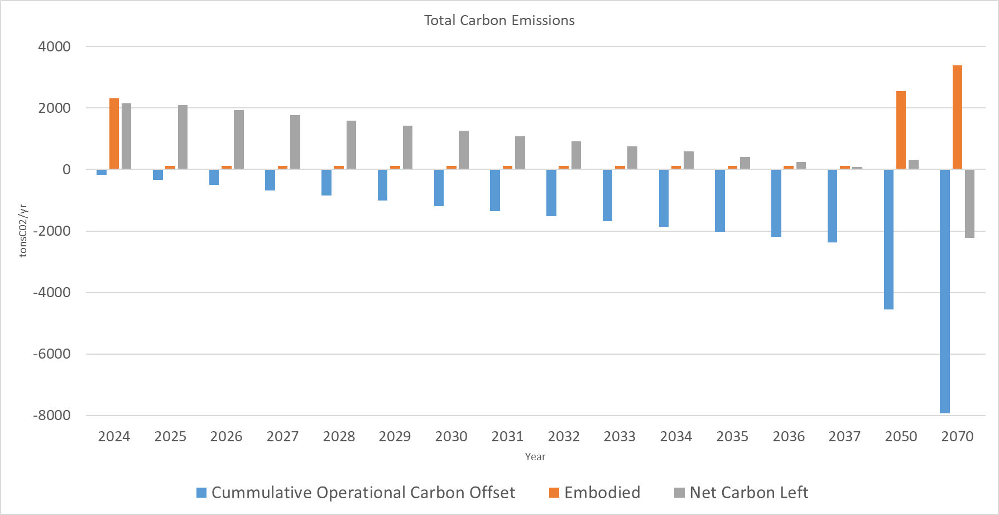 Total Carbon Emissions
4000
2000
0
-2000
-4000
-6000
-8000
tonsC02/yr
2024 2025 2026 2027 2028 2029 2030 2031 2032 2033 2034 2035 2036 2037 2050 2070
Year
Cummulative Operational Carbon Offset Embodied Net Carbon Left